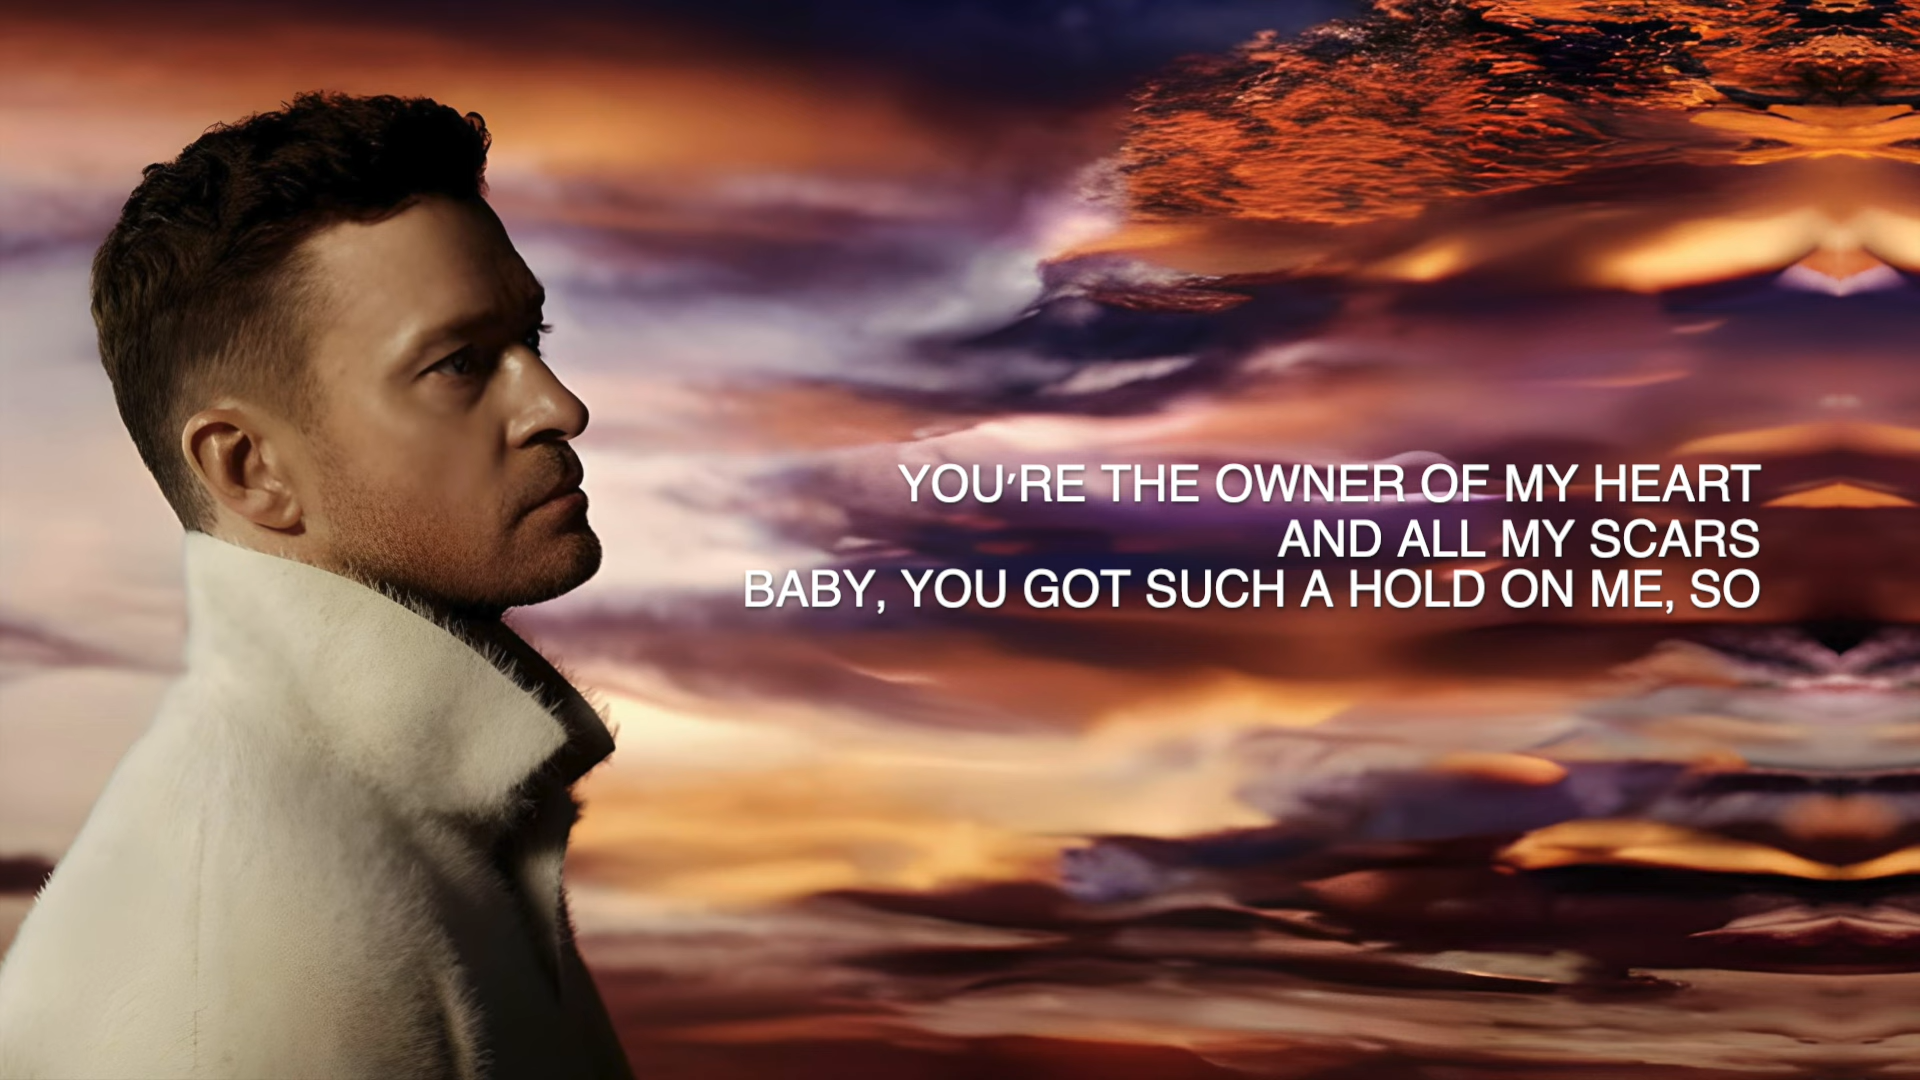 YOU'RE THE OWNER OF MY HEART
AND ALL MY SCARS
BABY, YOU GOT SUCH A HOLD ON ME, SO